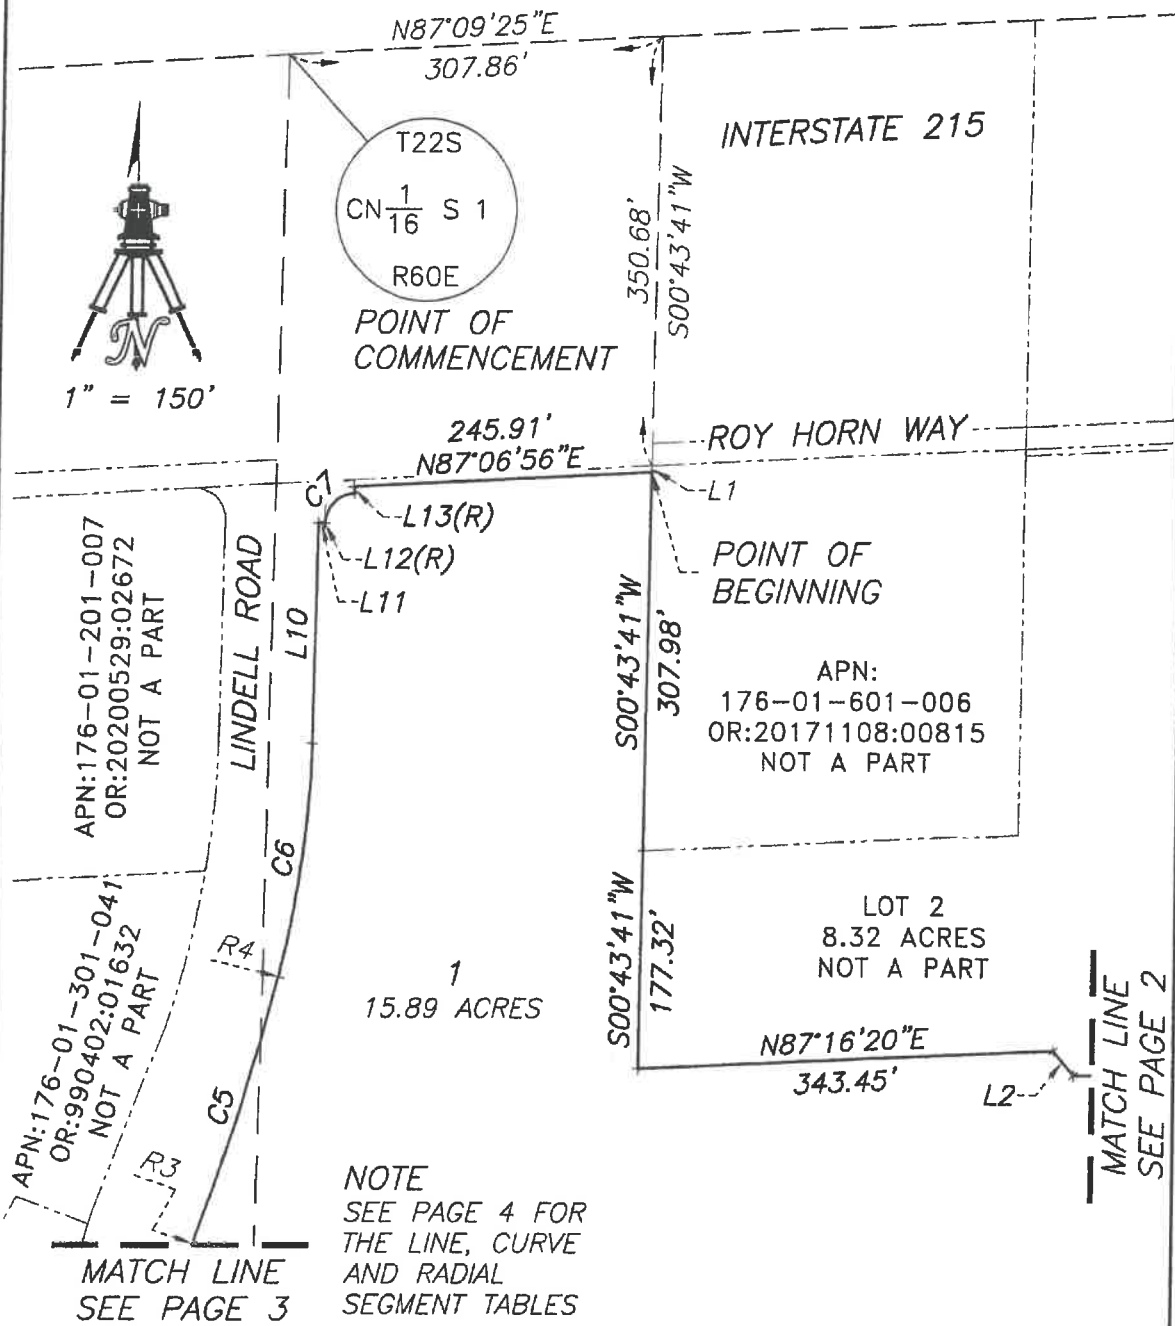 N87°09'25"E
307.86'
T22S
CN 1/16 S 1
R60E
POINT OF
COMMENCEMENT
INTERSTATE 215
350.68'
S00°43'41"W
N
1" = 150'
245.91'
N87°06'56"E
ROY HORN WAY
C7
L1
L13(R)
L12(R)
L11
POINT OF
BEGINNING
APN:176-01-201-007
OR:20200529:02672
NOT A PART
LINDELL ROAD
L10
S00°43'41"W
307.98'
APN:
176-01-601-006
OR:20171108:00815
NOT A PART
C6
R4
1
15.89 ACRES
S00°43'41"W
177.32'
LOT 2
8.32 ACRES
NOT A PART
APN:176-01-301-041
OR:990402:01632
NOT A PART
C5
R3
N87°16'20"E
343.45'
L2
MATCH LINE
SEE PAGE 2
NOTE
SEE PAGE 4 FOR
THE LINE, CURVE
AND RADIAL
SEGMENT TABLES
MATCH LINE
SEE PAGE 3